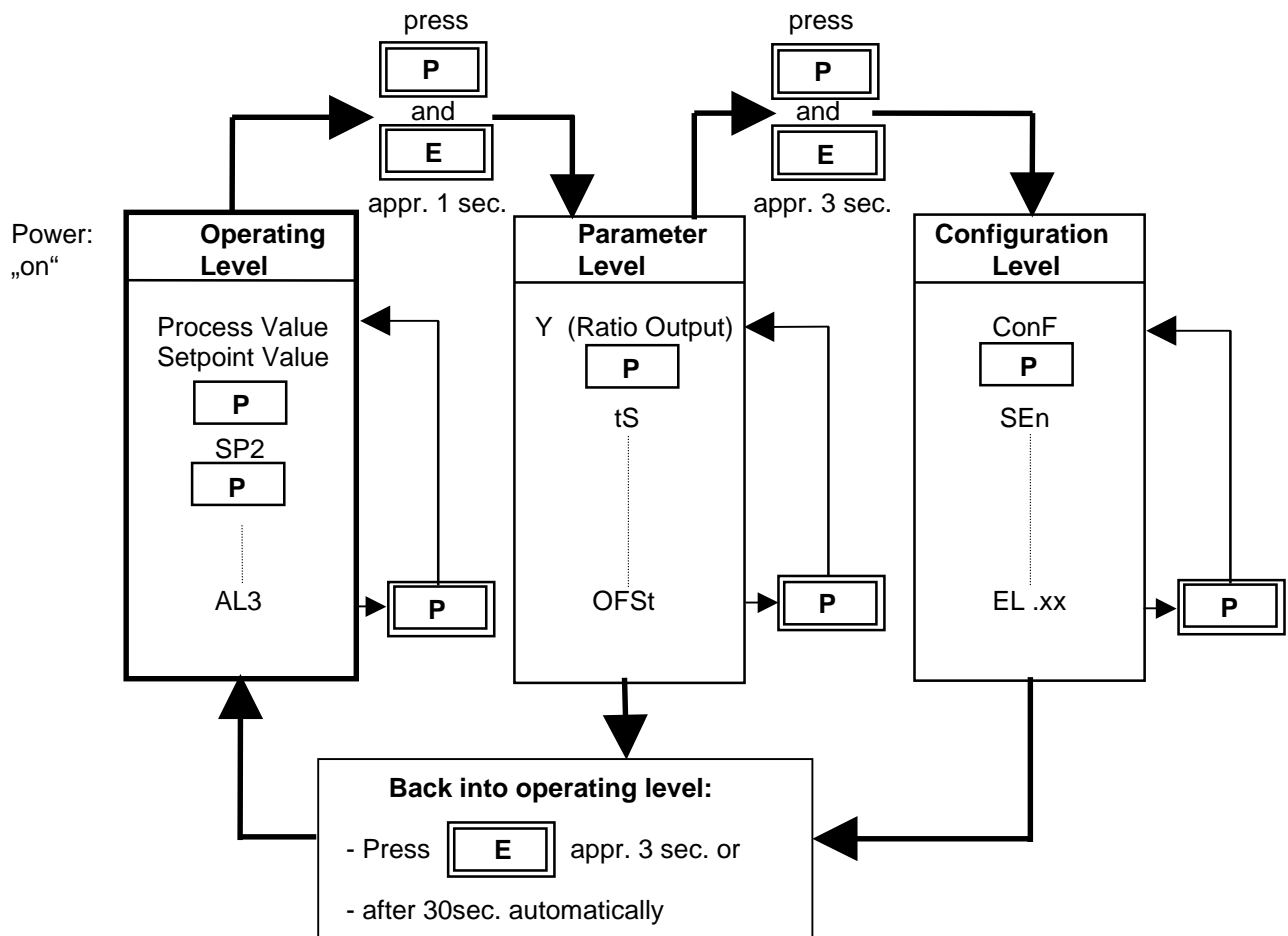 press
P
and
E
appr. 1 sec.
press
P
and
E
appr. 3 sec.
Power:
„on“
Operating
Level
Process Value
Setpoint Value
P
SP2
P
AL3
P
Parameter
Level
Y (Ratio Output)
P
tS
OFSt
P
Configuration
Level
ConF
P
SEn
EL .xx
P
Back into operating level:
- Press E appr. 3 sec. or
- after 30sec. automatically